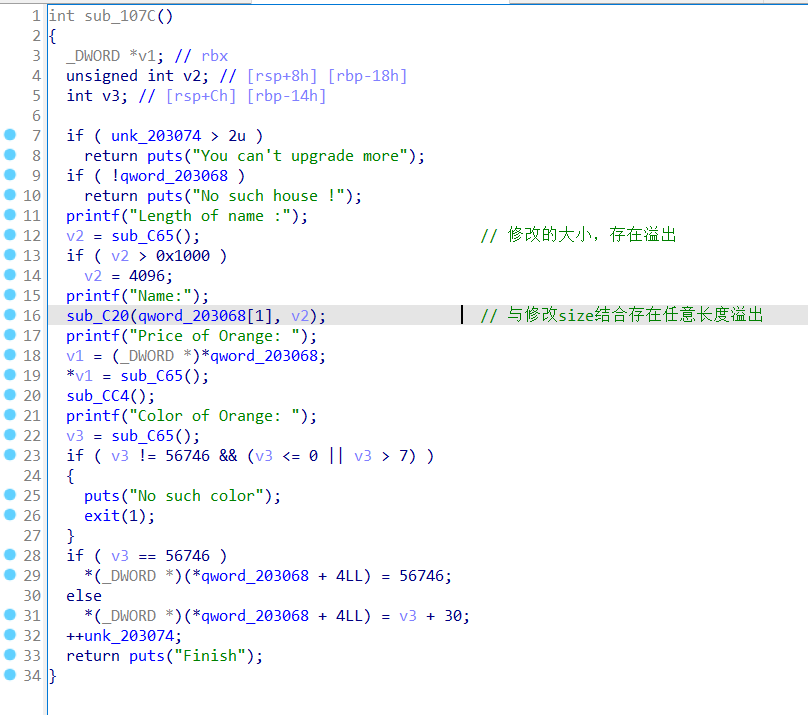 1 int sub_107C()
2 {
3   _DWORD *v1; // rbx
4   unsigned int v2; // [rsp+8h] [rbp-18h]
5   int v3; // [rsp+Ch] [rbp-14h]
6
7   if ( unk_203074 > 2u )
8     return puts("You can't upgrade more");
9   if ( !qword_203068 )
10     return puts("No such house !");
11   printf("Length of name :");
12   v2 = sub_C65(); // 修改的大小，存在溢出
13   if ( v2 > 0x1000 )
14     v2 = 4096;
15   printf("Name:");
16   sub_C20(qword_203068[1], v2); // 与修改size结合存在任意长度溢出
17   printf("Price of Orange: ");
18   v1 = (_DWORD *)*qword_203068;
19   *v1 = sub_C65();
20   sub_CC4();
21   printf("Color of Orange: ");
22   v3 = sub_C65();
23   if ( v3 != 56746 && (v3 <= 0 || v3 > 7) )
24   {
25     puts("No such color");
26     exit(1);
27   }
28   if ( v3 == 56746 )
29     *(_DWORD *)(*qword_203068 + 4LL) = 56746;
30   else
31     *(_DWORD *)(*qword_203068 + 4LL) = v3 + 30;
32   ++unk_203074;
33   return puts("Finish");
34 }